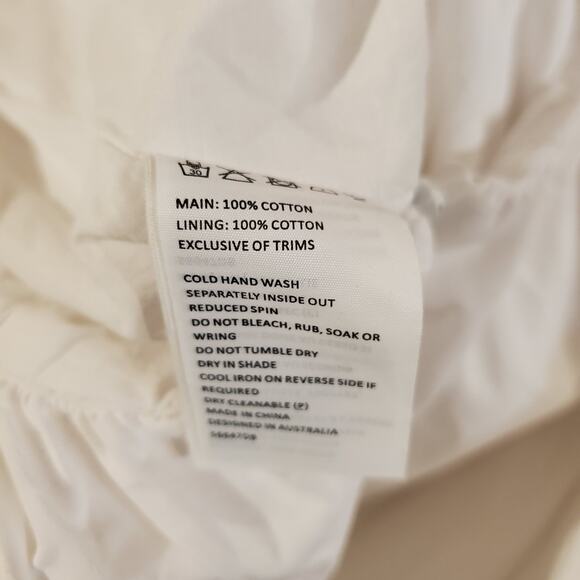 30
MAIN: 100% COTTON
LINING: 100% COTTON
EXCLUSIVE OF TRIMS
COLD HAND WASH
SEPARATELY INSIDE OUT
REDUCED SPIN
DO NOT BLEACH, RUB, SOAK OR
WRING
DO NOT TUMBLE DRY
DRY IN SHADE
COOL IRON ON REVERSE SIDE IF
REQUIRED
DRY CLEANABLE (P)
MADE IN CHINA
DESIGNED IN AUSTRALIA